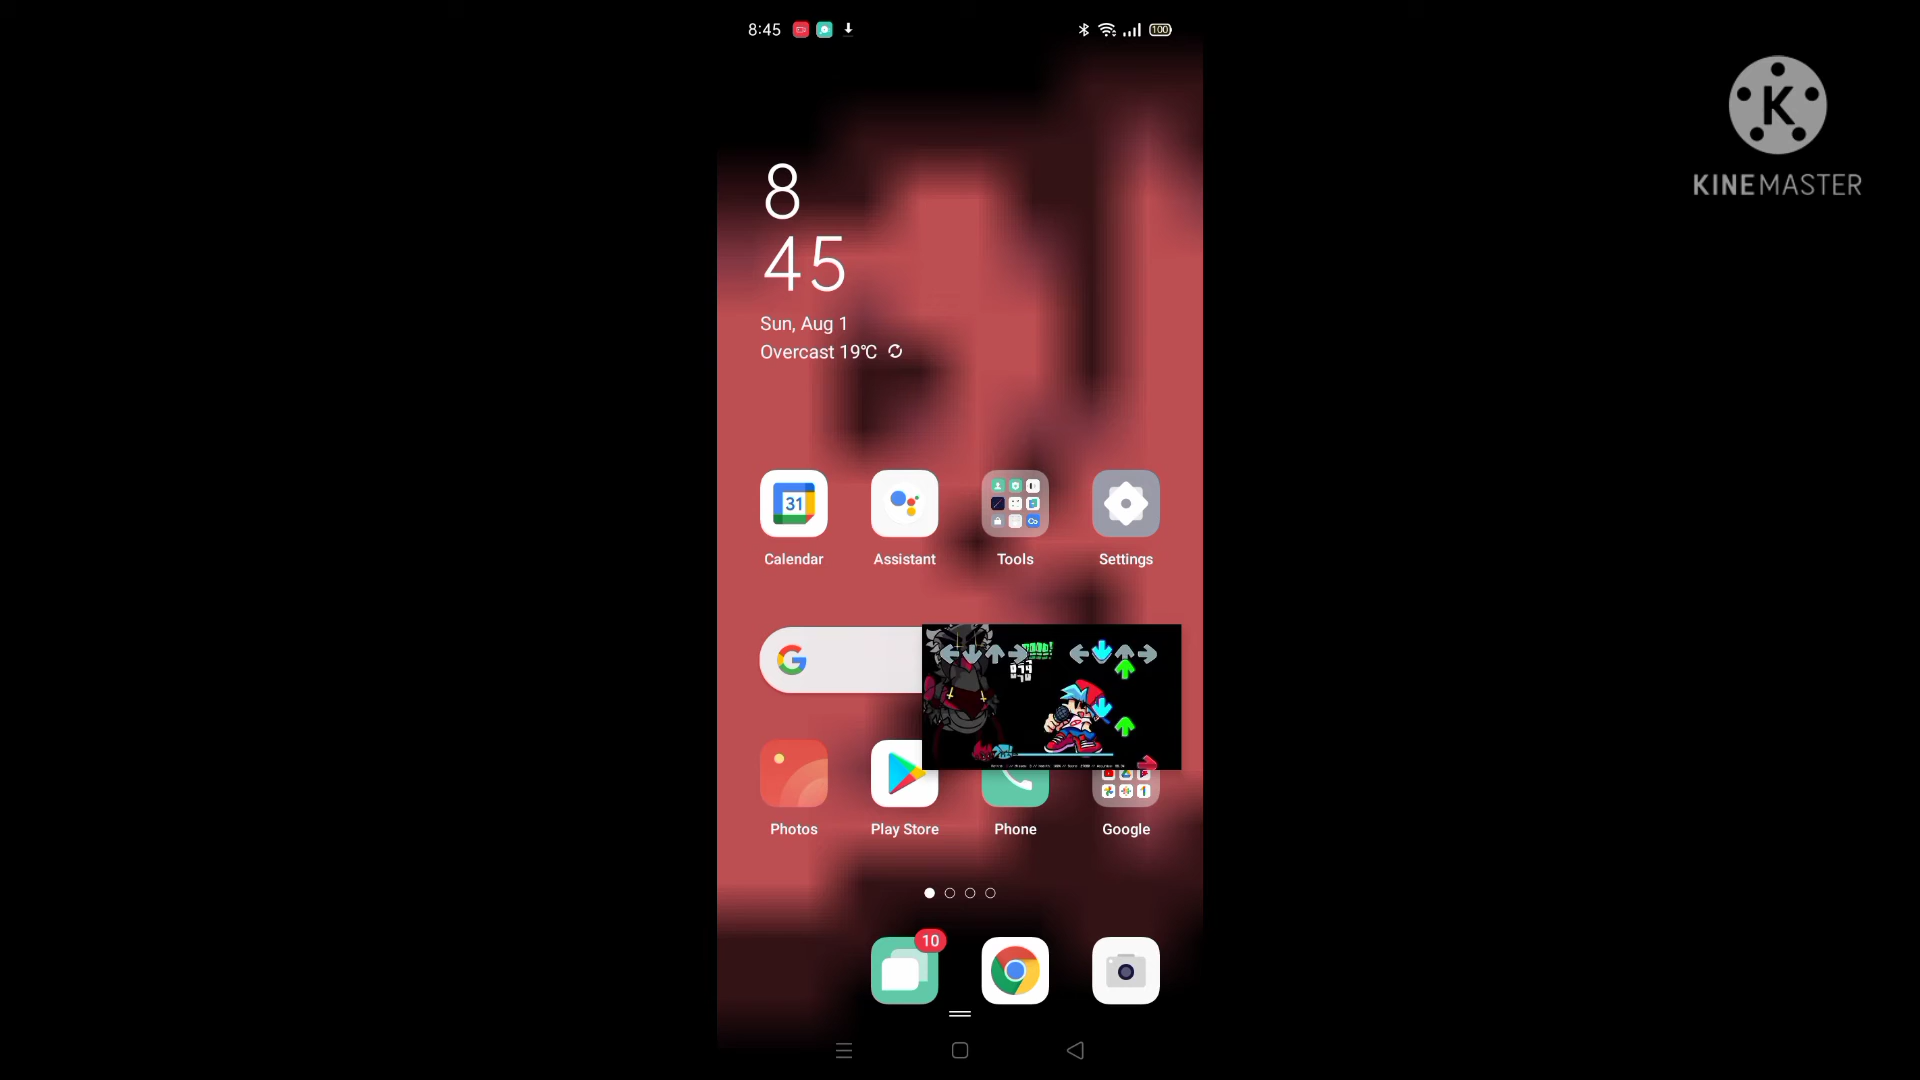 8:45
100
K
KINEMASTER
8
45
Sun, Aug 1
Overcast 19°C
31
Calendar
Assistant
Tools
Settings
G
Photos
Play Store
Phone
Google
10